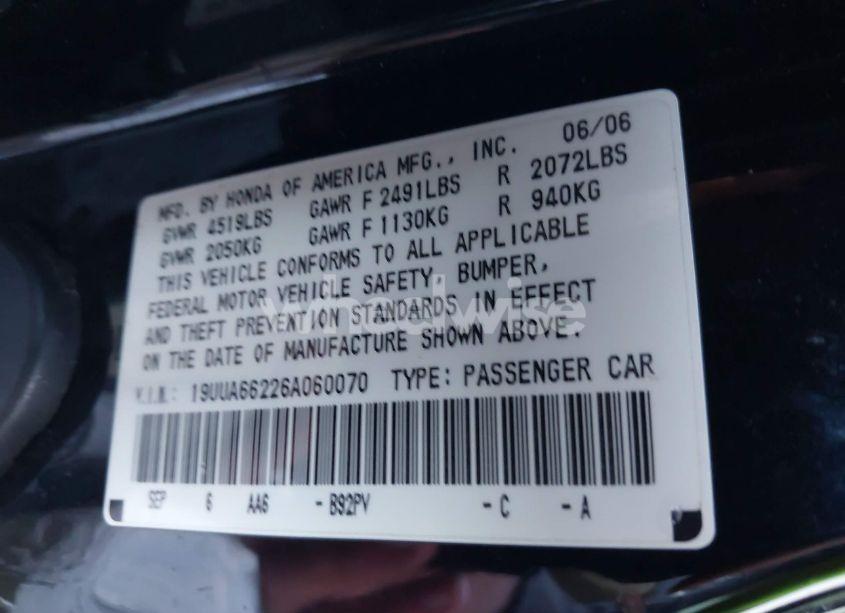 MFD. BY HONDA OF AMERICA MFG., INC. 06/06
GVWR 4519LBS GAWR F 2491LBS R 2072LBS
GVWR 2050KG GAWR F 1130KG R 940KG
THIS VEHICLE CONFORMS TO ALL APPLICABLE
FEDERAL MOTOR VEHICLE SAFETY, BUMPER,
AND THEFT PREVENTION STANDARDS IN EFFECT
ON THE DATE OF MANUFACTURE SHOWN ABOVE.
V.I.N.: 19UUA66226A060070 TYPE: PASSENGER CAR
SEP 6 AA6 -B92PV -C -A